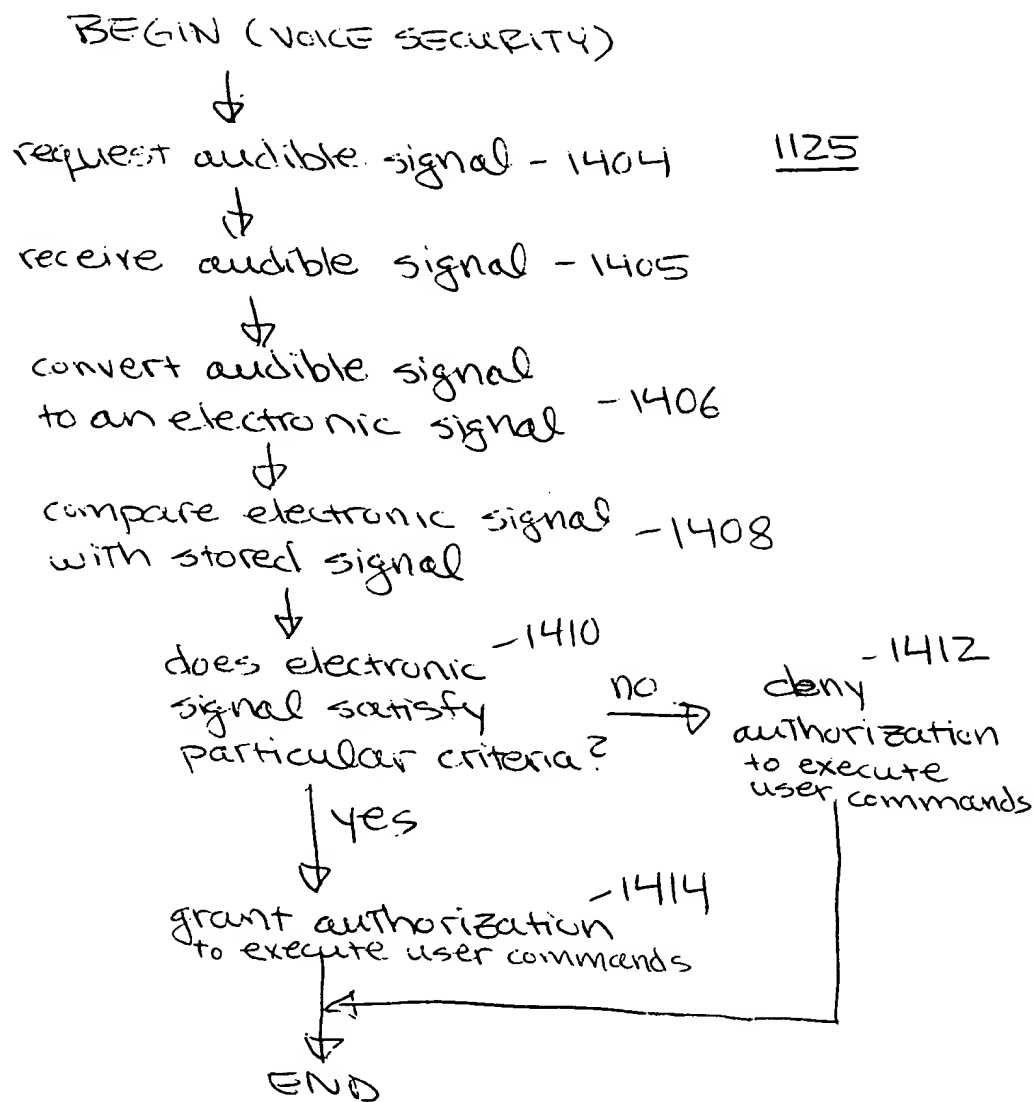 BEGIN (VOICE SECURITY)
request audible signal - 1404
1125
receive audible signal - 1405
convert audible signal
to an electronic signal - 1406
compare electronic signal
with stored signal - 1408
does electronic - 1410
signal satisfy
particular criteria?
no
deny - 1412
authorization
to execute
user commands
yes
grant authorization - 1414
to execute user commands
END